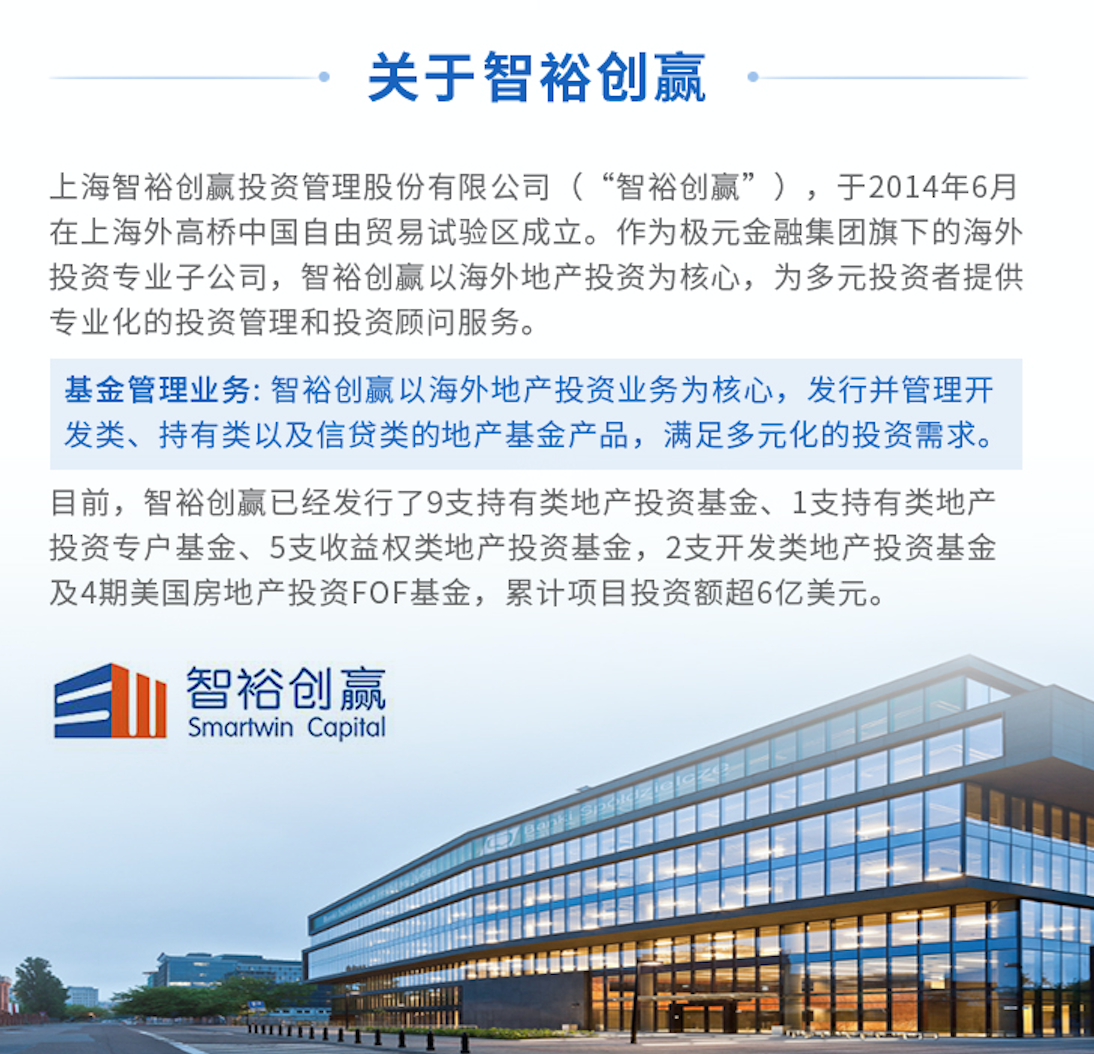 关于智裕创赢
上海智裕创赢投资管理股份有限公司（“智裕创赢”），于2014年6月
在上海外高桥中国自由贸易试验区成立。作为极元金融集团旗下的海外
投资专业子公司，智裕创赢以海外地产投资为核心，为多元投资者提供
专业化的投资管理和投资顾问服务。
基金管理业务: 智裕创赢以海外地产投资业务为核心，发行并管理开
发类、持有类以及信贷类的地产基金产品，满足多元化的投资需求。
目前，智裕创赢已经发行了9支持有类地产投资基金、1支持有类地产
投资专户基金、5支收益权类地产投资基金，2支开发类地产投资基金
及4期美国房地产投资FOF基金，累计项目投资额超6亿美元。
智裕创赢
Smartwin Capital
Banki Spółdzielcze